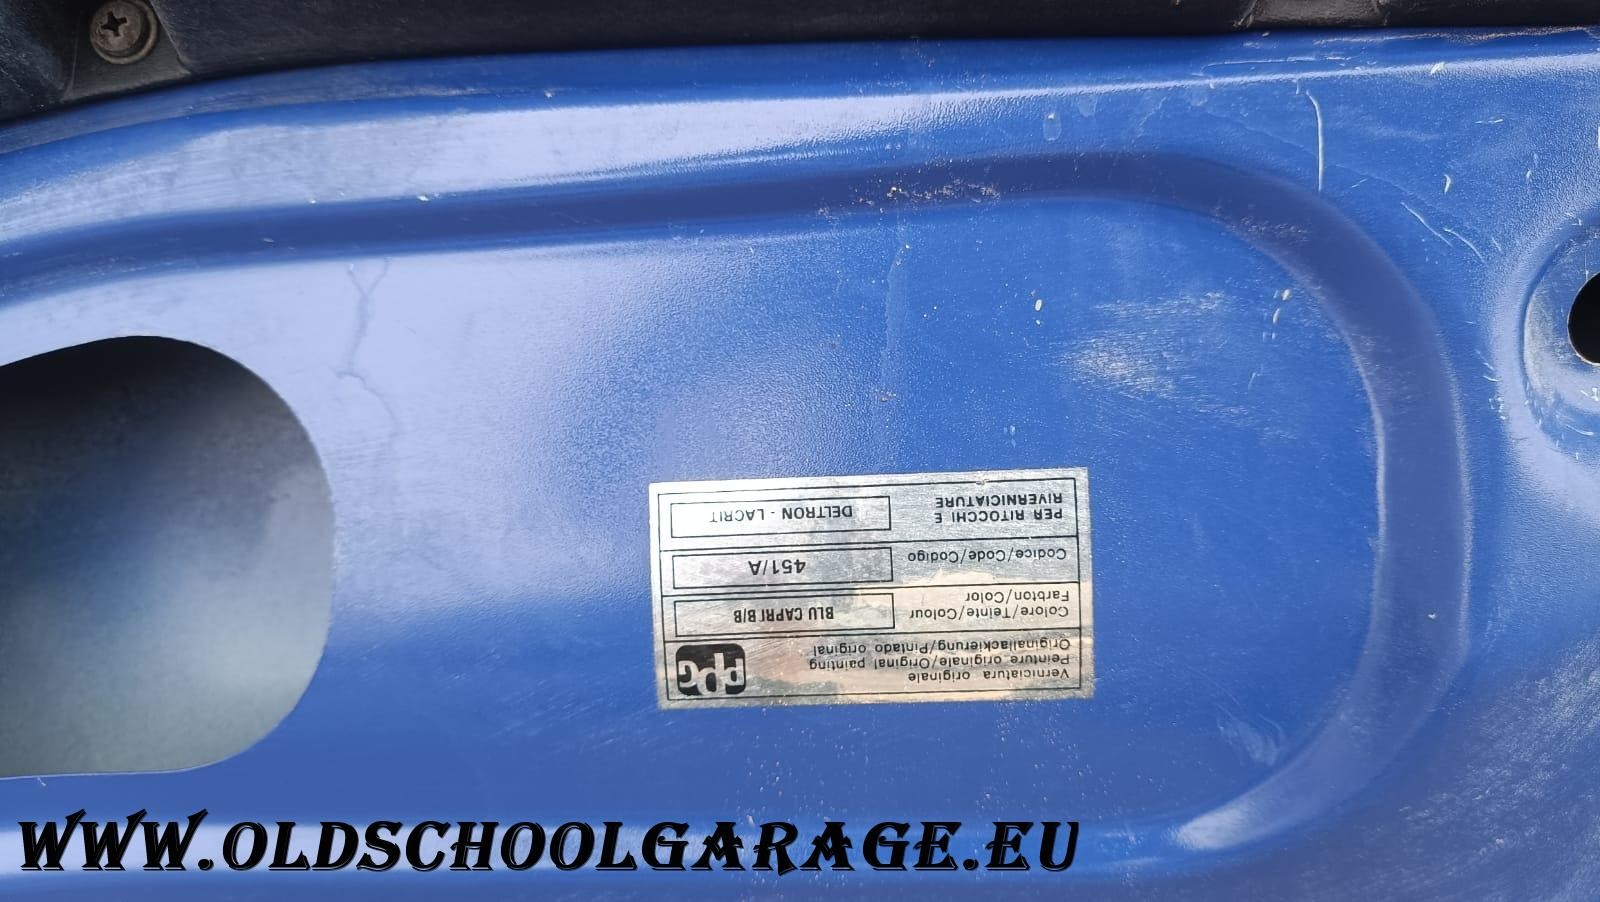 Verniciatura originale
Peinture originale/Original painting
Originallackierung/Pintado original
PPG
Colore/Teinte/Colour
Farbton/Color
BLU CAPRI B/B
Codice/Code/Codigo
451/A
PER RITOCCHI E
RIVERNICIATURE
DELTRON - LACRIT
WWW.OLDSCHOOLGARAGE.EU